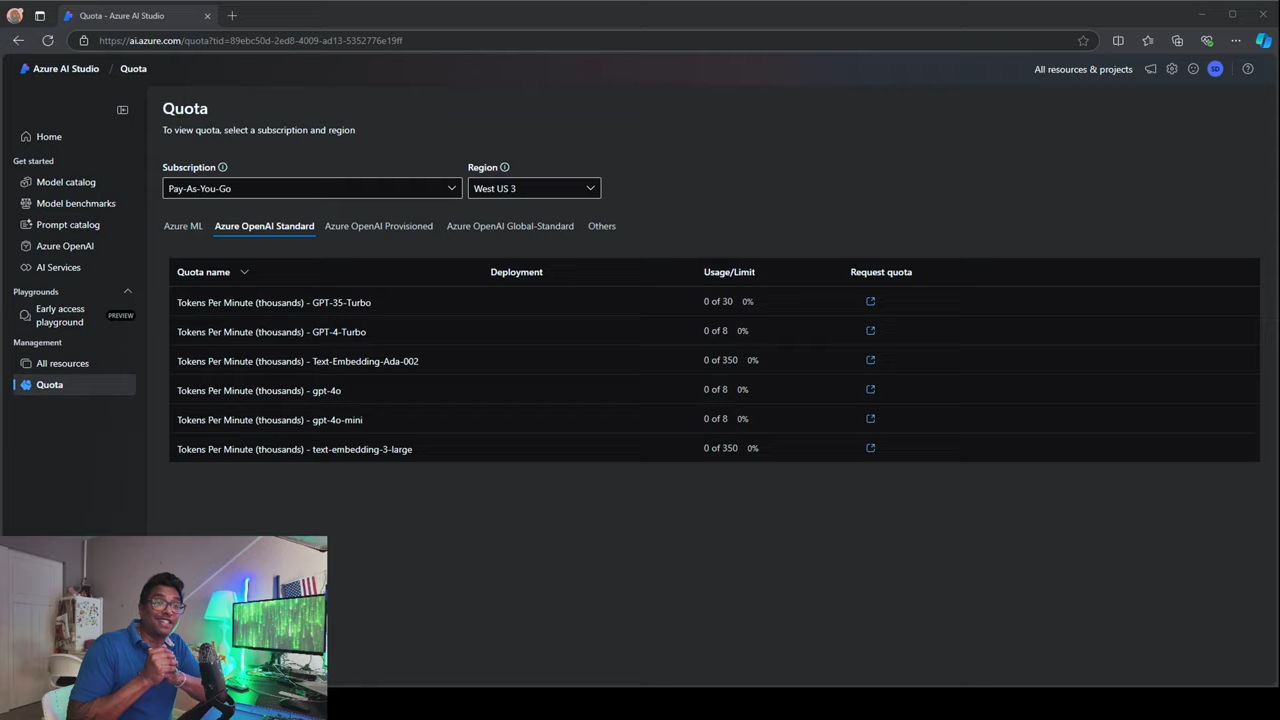 Quota - Azure AI Studio
https://ai.azure.com/quota?tid=89ebc50d-2ed8-4009-ad13-5352776e19ff
Azure AI Studio / Quota
All resources & projects
SD
Home
Get started
Model catalog
Model benchmarks
Prompt catalog
Azure OpenAI
AI Services
Playgrounds
Early access
playground
PREVIEW
Management
All resources
Quota
Quota
To view quota, select a subscription and region
Subscription
Region
Pay-As-You-Go
West US 3
Azure ML Azure OpenAI Standard Azure OpenAI Provisioned Azure OpenAI Global-Standard Others
Quota name Deployment Usage/Limit Request quota
Tokens Per Minute (thousands) - GPT-35-Turbo 0 of 30 0%
Tokens Per Minute (thousands) - GPT-4-Turbo 0 of 8 0%
Tokens Per Minute (thousands) - Text-Embedding-Ada-002 0 of 350 0%
Tokens Per Minute (thousands) - gpt-4o 0 of 8 0%
Tokens Per Minute (thousands) - gpt-4o-mini 0 of 8 0%
Tokens Per Minute (thousands) - text-embedding-3-large 0 of 350 0%